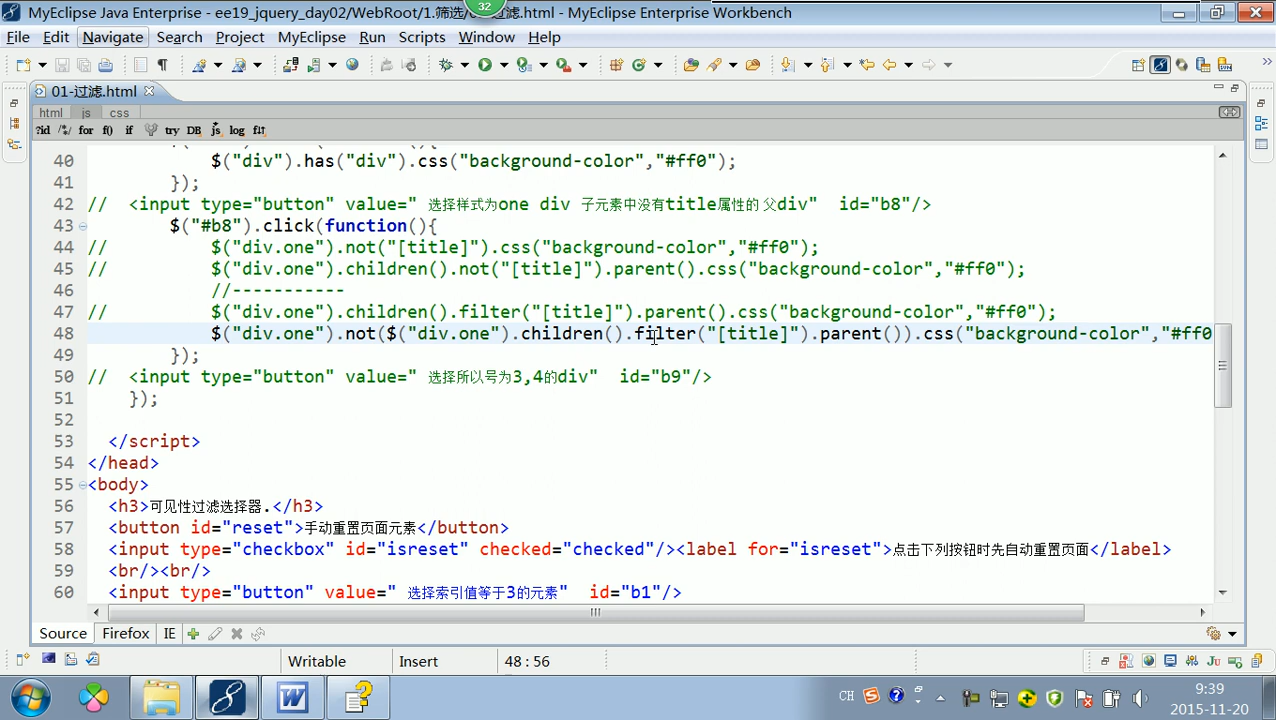 MyEclipse Java Enterprise - ee19_jquery_day02/WebRoot/1.筛选/ 过滤.html - MyEclipse Enterprise Workbench
32
File Edit Navigate Search Project MyEclipse Run Scripts Window Help
01-过滤.html
html js css
?id /*/ for f() if try DB js log
40 $("div").has("div").css("background-color","#ff0");
41 });
42 // <input type="button" value=" 选择样式为one div 子元素中没有title属性的 父div" id="b8"/>
43 $("#b8").click(function(){
44 // $("div.one").not("[title]").css("background-color","#ff0");
45 // $("div.one").children().not("[title]").parent().css("background-color","#ff0");
46 //-----------
47 // $("div.one").children().filter("[title]").parent().css("background-color","#ff0");
48 $("div.one").not($("div.one").children().filter("[title]").parent()).css("background-color","#ff0
49 });
50 // <input type="button" value=" 选择所以号为3,4的div" id="b9"/>
51 });
52
53 </script>
54 </head>
55 <body>
56 <h3>可见性过滤选择器.</h3>
57 <button id="reset">手动重置页面元素</button>
58 <input type="checkbox" id="isreset" checked="checked"/><label for="isreset">点击下列按钮时先自动重置页面</label>
59 <br/><br/>
60 <input type="button" value=" 选择索引值等于3的元素" id="b1"/>
Source Firefox IE
Writable Insert 48 : 56
CH 9:39
2015-11-20